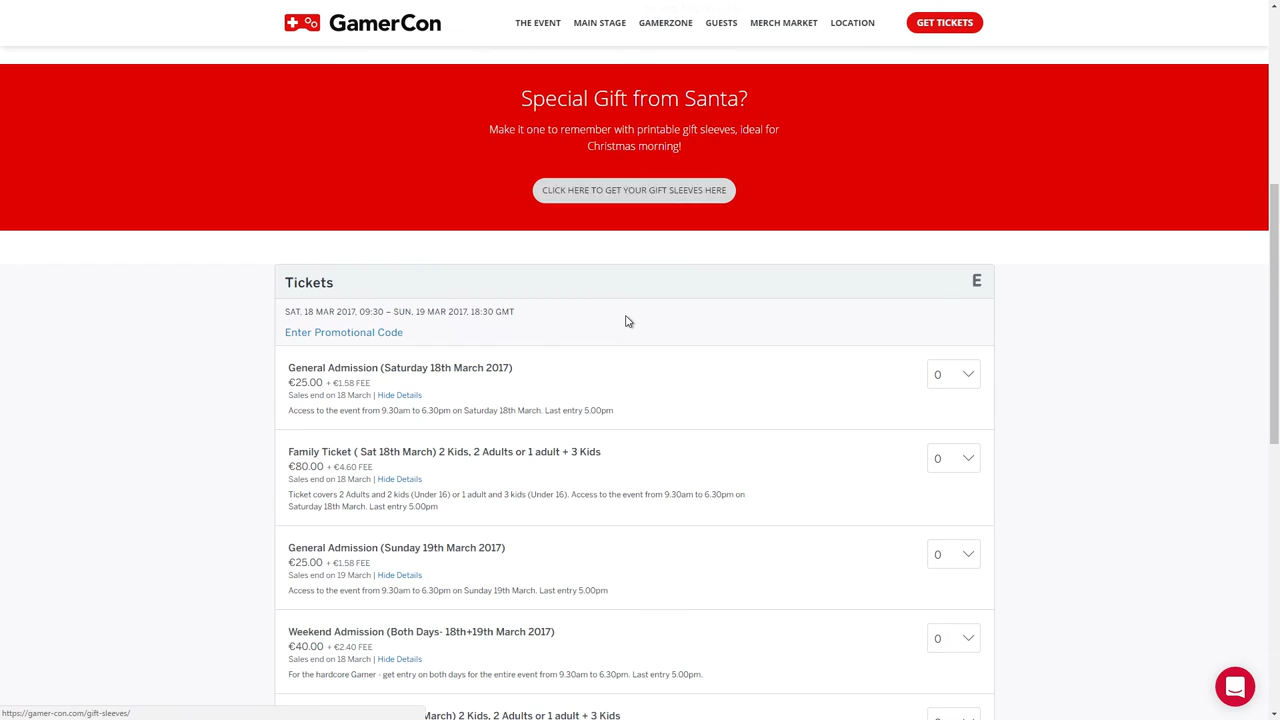 GamerCon
THE EVENT MAIN STAGE GAMERZONE GUESTS MERCH MARKET LOCATION GET TICKETS
Special Gift from Santa?
Make it one to remember with printable gift sleeves, ideal for
Christmas morning!
CLICK HERE TO GET YOUR GIFT SLEEVES HERE
Tickets E
SAT, 18 MAR 2017, 09:30 – SUN, 19 MAR 2017, 18:30 GMT
Enter Promotional Code
General Admission (Saturday 18th March 2017) 0
€25.00 + €1.58 FEE
Sales end on 18 March | Hide Details
Access to the event from 9.30am to 6.30pm on Saturday 18th March. Last entry 5.00pm
Family Ticket ( Sat 18th March) 2 Kids, 2 Adults or 1 adult + 3 Kids 0
€80.00 + €4.60 FEE
Sales end on 18 March | Hide Details
Ticket covers 2 Adults and 2 kids (Under 16) or 1 adult and 3 kids (Under 16). Access to the event from 9.30am to 6.30pm on
Saturday 18th March. Last entry 5.00pm
General Admission (Sunday 19th March 2017) 0
€25.00 + €1.58 FEE
Sales end on 19 March | Hide Details
Access to the event from 9.30am to 6.30pm on Sunday 19th March. Last entry 5.00pm
Weekend Admission (Both Days- 18th+19th March 2017) 0
€40.00 + €2.40 FEE
Sales end on 18 March | Hide Details
For the hardcore Gamer - get entry on both days for the entire event from 9.30am to 6.30pm. Last entry 5.00pm.
March) 2 Kids, 2 Adults or 1 adult + 3 Kids
https://gamer-con.com/gift-sleeves/